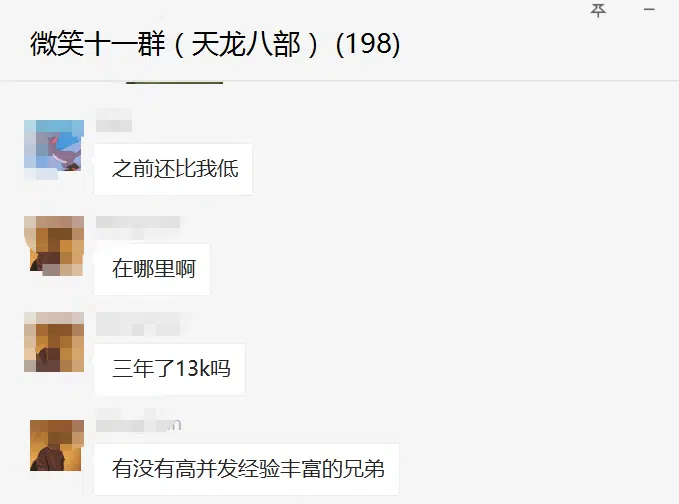 微笑十一群（天龙八部） (198)
之前还比我低
在哪里啊
三年了13k吗
有没有高并发经验丰富的兄弟